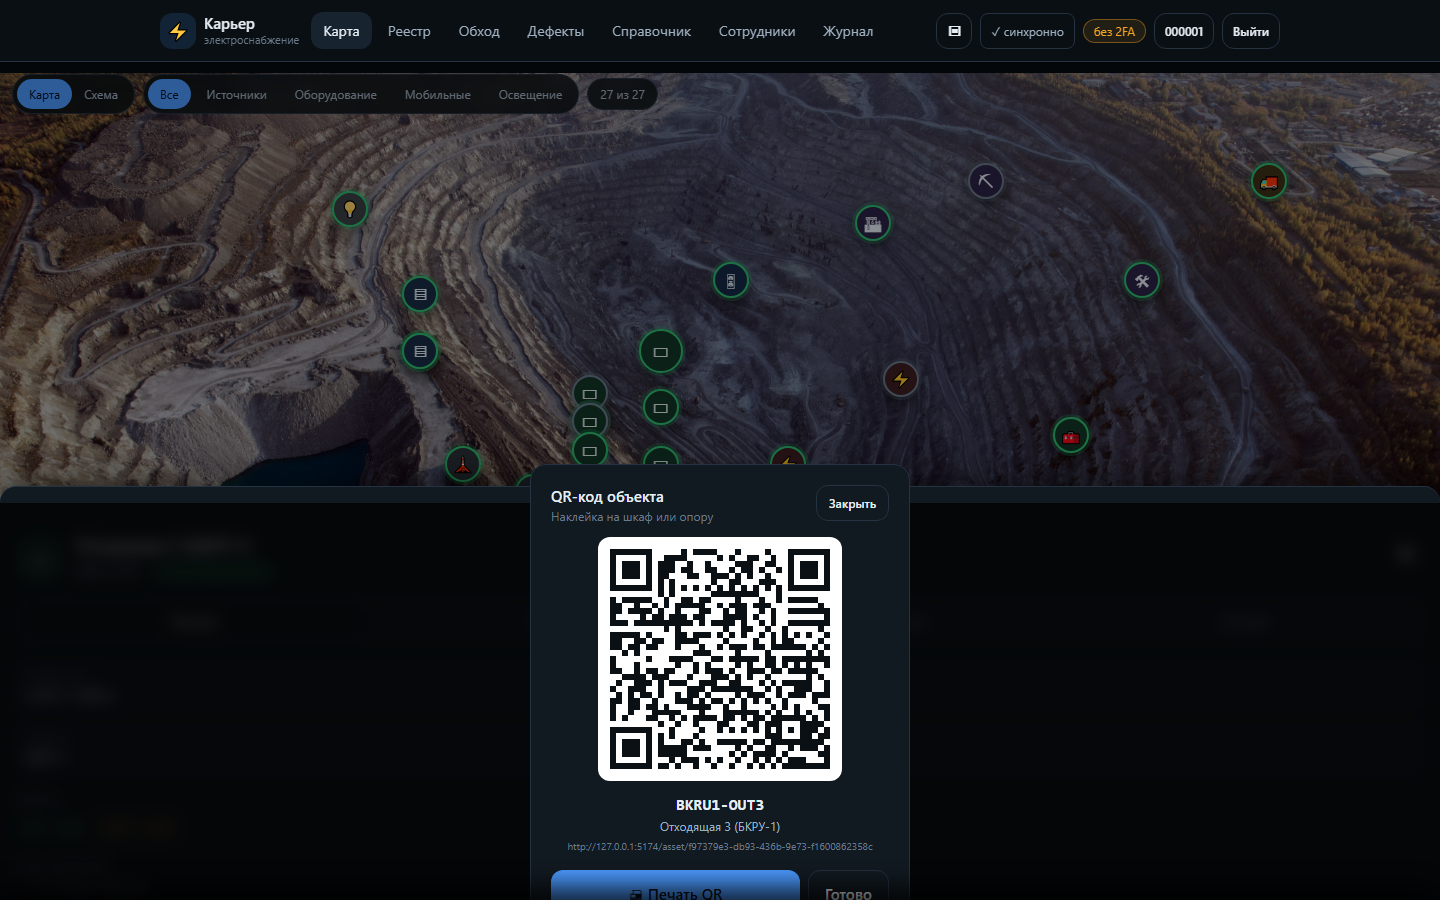 Карьер
электроснабжение
Карта
Реестр
Обход
Дефекты
Справочник
Сотрудники
Журнал
✓ синхронно
без 2FA
000001
Выйти
Карта
Схема
Все
Источники
Оборудование
Мобильные
Освещение
27 из 27
QR-код объекта
Наклейка на шкаф или опору
Закрыть
BKRU1-OUT3
Отходящая 3 (БКРУ-1)
http://127.0.0.1:5174/asset/f97379e3-db93-436b-9e73-f1600862358c
Печать QR
Готово